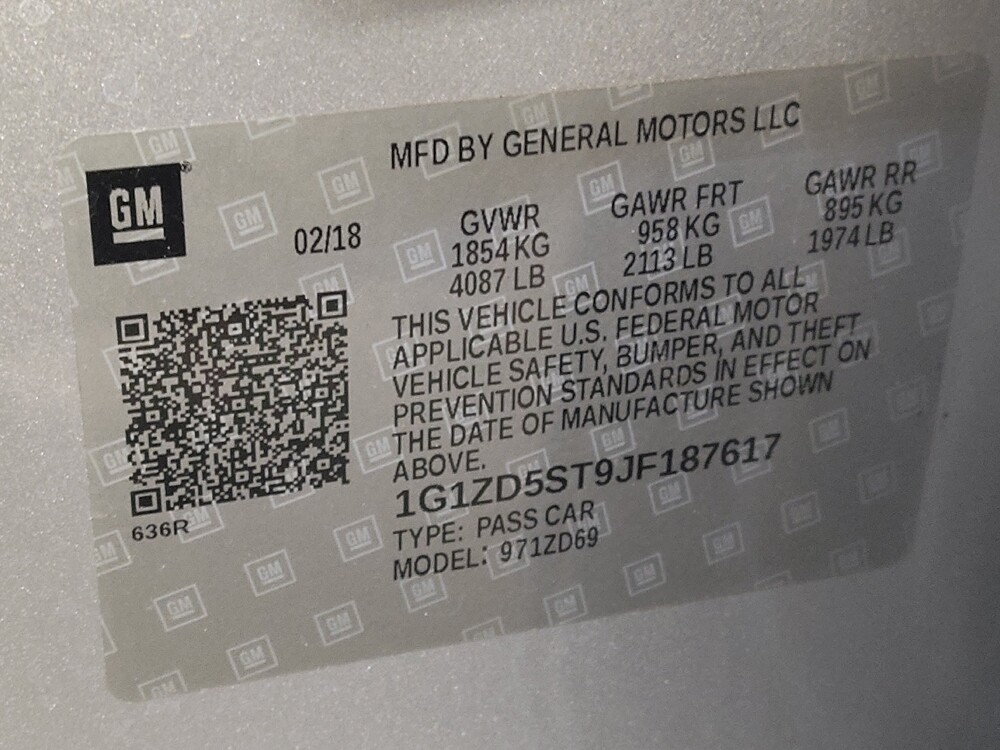 MFD BY GENERAL MOTORS LLC
GM
02/18
GVWR
1854 KG
4087 LB
GAWR FRT
958 KG
2113 LB
GAWR RR
895 KG
1974 LB
THIS VEHICLE CONFORMS TO ALL
APPLICABLE U.S. FEDERAL MOTOR
VEHICLE SAFETY, BUMPER, AND THEFT
PREVENTION STANDARDS IN EFFECT ON
THE DATE OF MANUFACTURE SHOWN
ABOVE.
1G1ZD5ST9JF187617
TYPE: PASS CAR
MODEL: 971ZD69
636R